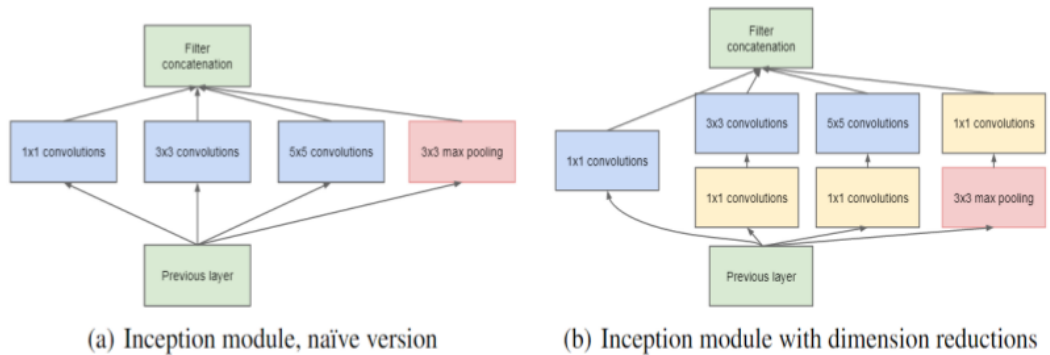 Filter
concatenation
1x1 convolutions
3x3 convolutions
5x5 convolutions
3x3 max pooling
Previous layer
(a) Inception module, naïve version
Filter
concatenation
3x3 convolutions
5x5 convolutions
1x1 convolutions
1x1 convolutions
1x1 convolutions
1x1 convolutions
3x3 max pooling
Previous layer
(b) Inception module with dimension reductions